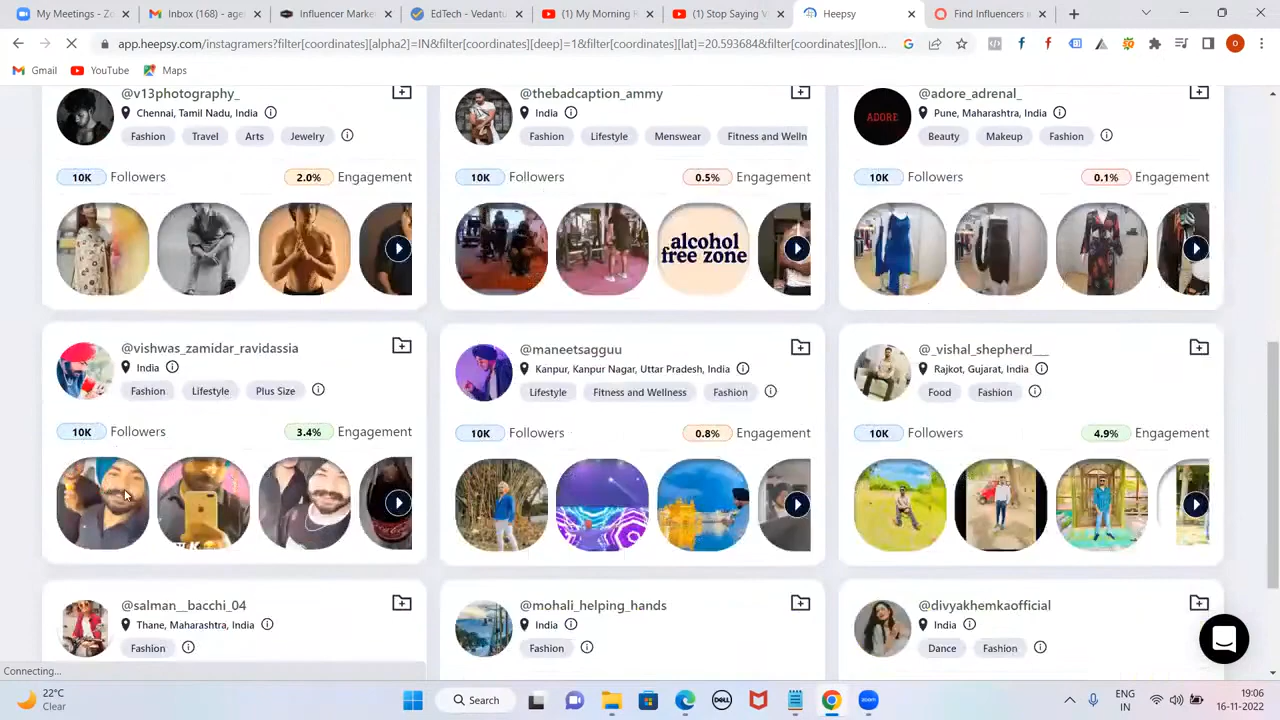 My Meetings - Zo
Inbox (168) - age
Influencer Marke
EdTech - Vedantu
(1) My Morning R
(1) Stop Saying V
Heepsy
Find Influencers i
app.heepsy.com/instagramers?filter[coordinates][alpha2]=IN&filter[coordinates][deep]=1&filter[coordinates][lat]=20.593684&filter[coordinates][lon...
Gmail
YouTube
Maps
@v13photography_
Chennai, Tamil Nadu, India
Fashion Travel Arts Jewelry
10K Followers 2.0% Engagement
@thebadcaption_ammy
India
Fashion Lifestyle Menswear Fitness and Welln
10K Followers 0.5% Engagement
alcohol
free zone
@adore_adrenal_
Pune, Maharashtra, India
Beauty Makeup Fashion
10K Followers 0.1% Engagement
ADORE
@vishwas_zamidar_ravidassia
India
Fashion Lifestyle Plus Size
10K Followers 3.4% Engagement
@maneetsagguu
Kanpur, Kanpur Nagar, Uttar Pradesh, India
Lifestyle Fitness and Wellness Fashion
10K Followers 0.8% Engagement
@_vishal_shepherd___
Rajkot, Gujarat, India
Food Fashion
10K Followers 4.9% Engagement
@salman__bacchi_04
Thane, Maharashtra, India
Fashion
@mohali_helping_hands
India
Fashion
@divyakhemkaofficial
India
Dance Fashion
Connecting...
22°C
Clear
Search
DELL
zoom
ENG
IN
19:06
16-11-2022